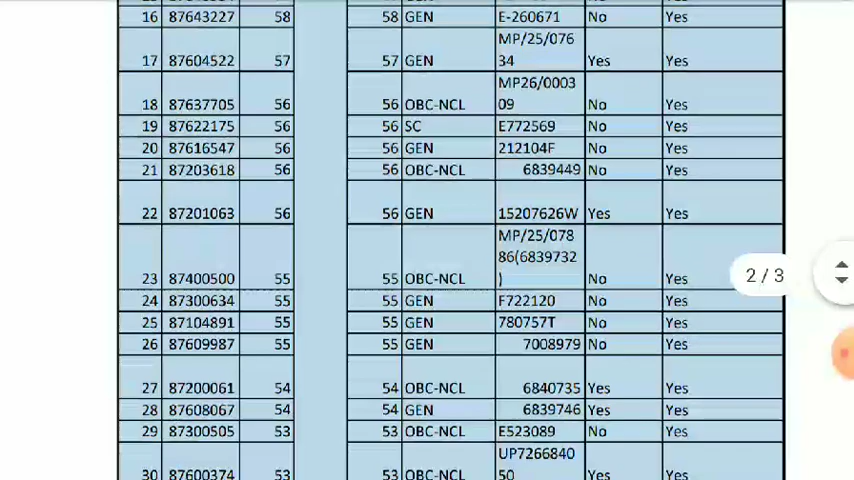 16 87643227 58 58 GEN E-260671 No Yes
MP/25/076
17 87604522 57 57 GEN 34 Yes Yes
MP26/0003
18 87637705 56 56 OBC-NCL 09 No Yes
19 87622175 56 56 SC E772569 No Yes
20 87616547 56 56 GEN 212104F No Yes
21 87203618 56 56 OBC-NCL 6839449 No Yes
22 87201063 56 56 GEN 15207626W Yes Yes
MP/25/078
86(6839732
23 87400500 55 55 OBC-NCL ) No Yes
24 87300634 55 55 GEN F722120 No Yes
25 87104891 55 55 GEN 780757T No Yes
26 87609987 55 55 GEN 7008979 No Yes
27 87200061 54 54 OBC-NCL 6840735 Yes Yes
28 87608067 54 54 GEN 6839746 Yes Yes
29 87300505 53 53 OBC-NCL E523089 No Yes
UP7266840
30 87600374 53 53 OBC-NCL 50 Yes Yes
2 / 3